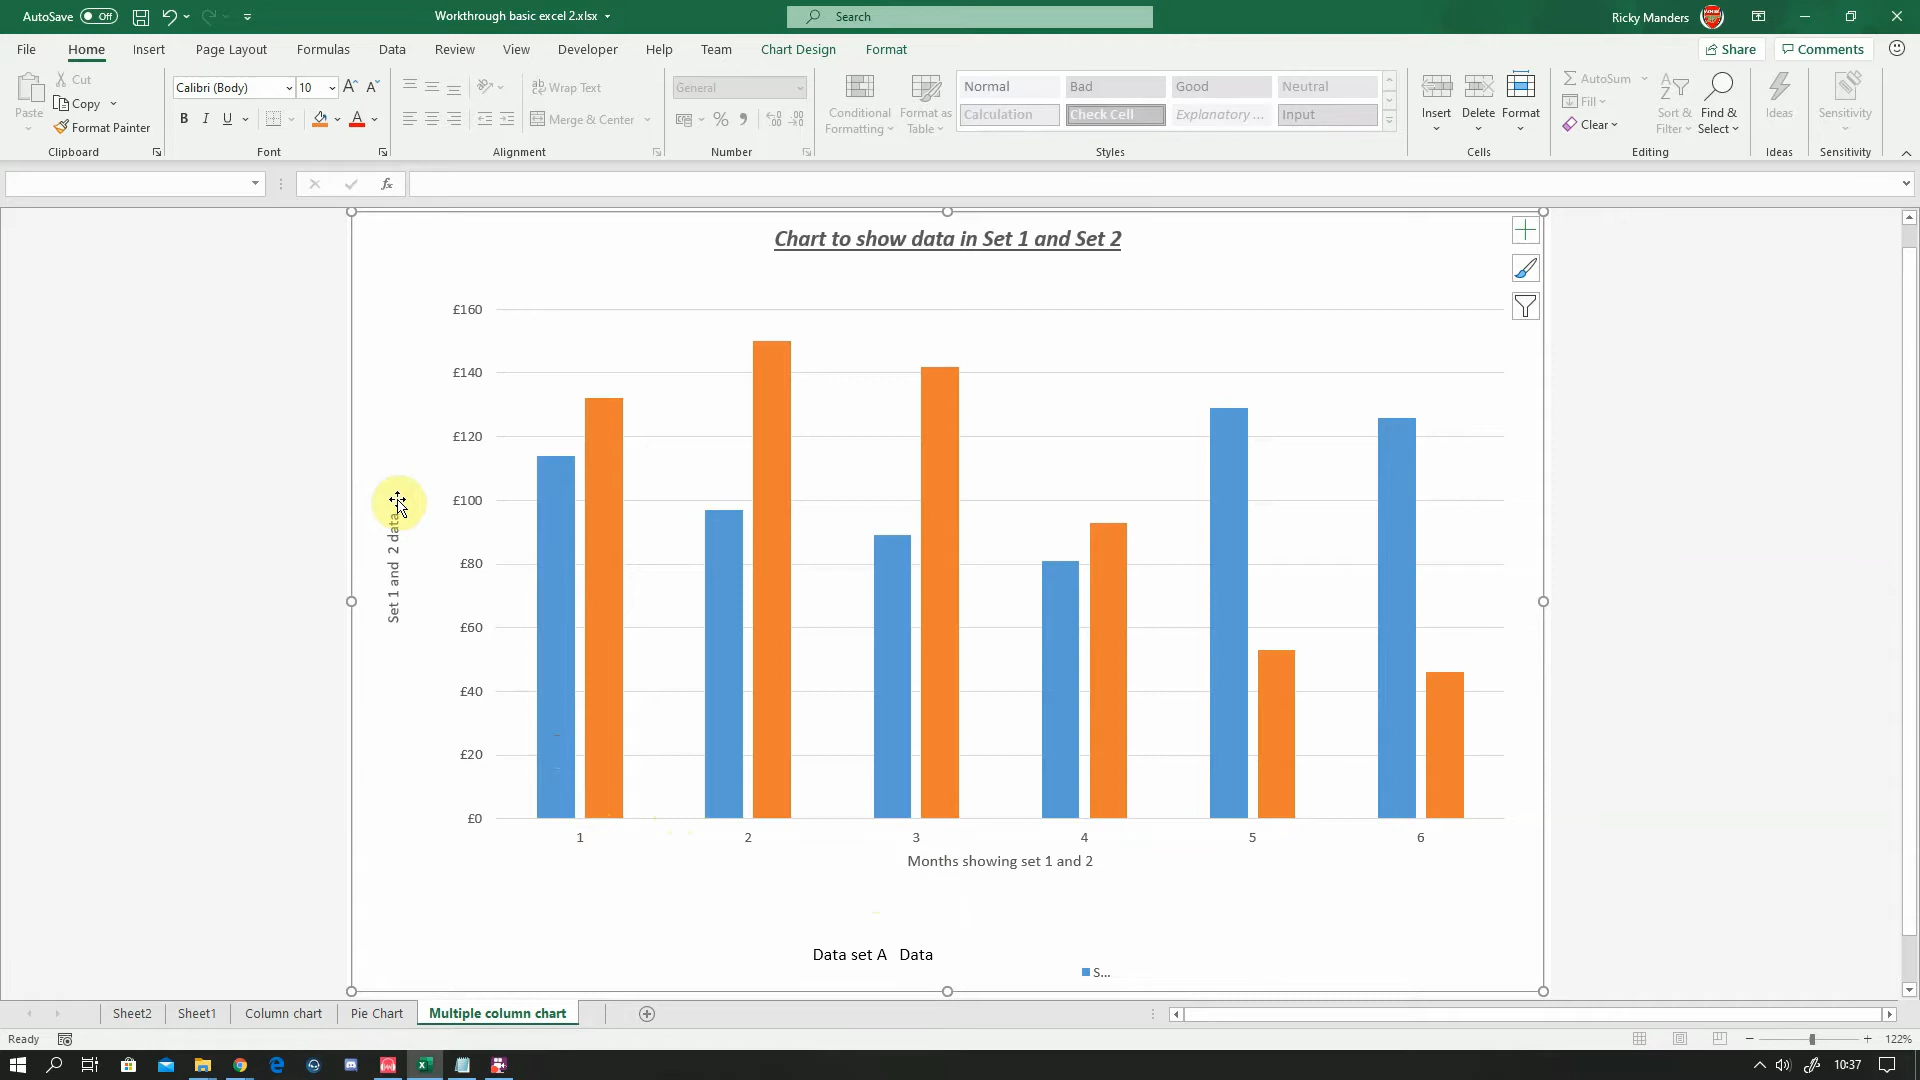 AutoSave Off Workthrough basic excel 2.xlsx Search Ricky Manders
File Home Insert Page Layout Formulas Data Review View Developer Help Team Chart Design Format Share Comments
Paste
Cut
Copy
Format Painter
Clipboard
Calibri (Body) 10
B I U
Font
Wrap Text
Merge & Center
Alignment
General
Number
Conditional
Formatting
Format as
Table
Normal Bad Good Neutral
Calculation Check Cell Explanatory ... Input
Styles
Insert Delete Format
Cells
AutoSum
Fill
Clear
Sort &
Filter
Find &
Select
Editing
Ideas
Ideas
Sensitivity
Sensitivity
fx
Chart to show data in Set 1 and Set 2
£160
£140
£120
£100
£80
£60
£40
£20
£0
Set 1 and 2 data
1 2 3 4 5 6
Months showing set 1 and 2
Data set A Data
S...
Sheet2 Sheet1 Column chart Pie Chart Multiple column chart
Ready 122%
10:37